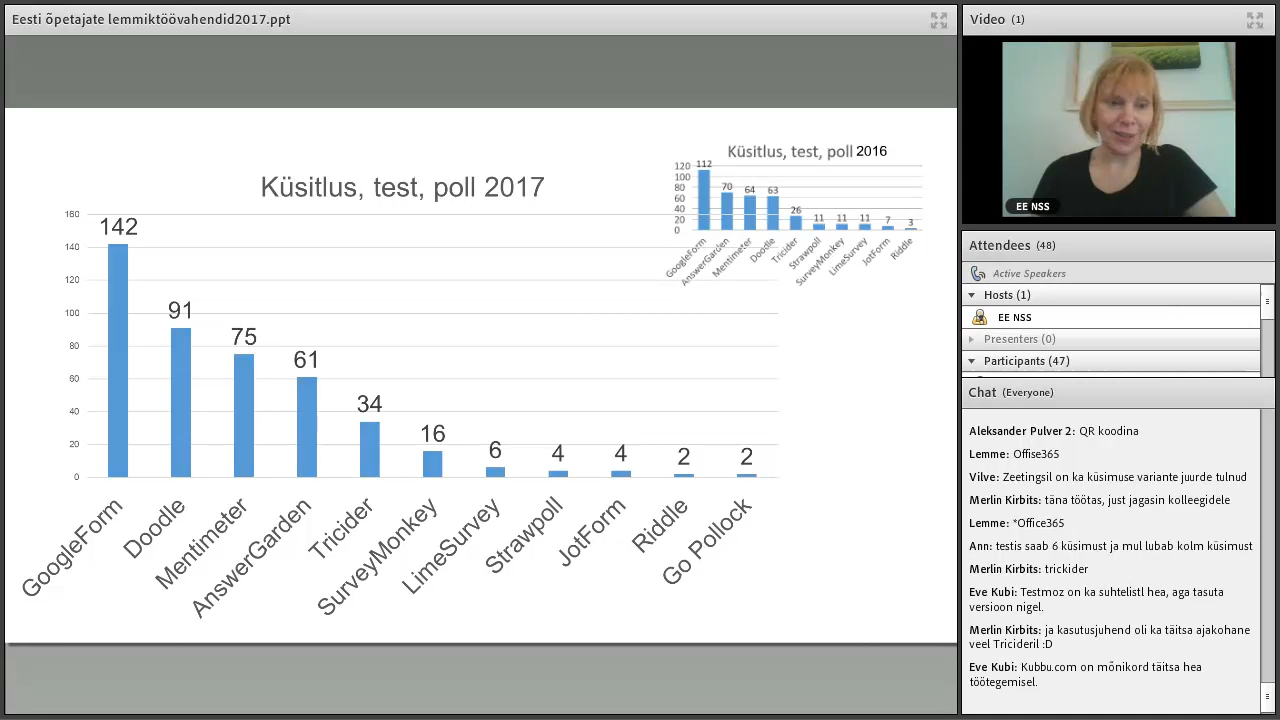 Eesti õpetajate lemmiktöövahendid2017.ppt
Küsitlus, test, poll 2017
160
140
120
100
80
60
40
20
0
142
91
75
61
34
16
6
4
4
2
2
GoogleForm
Doodle
Mentimeter
AnswerGarden
Tricider
SurveyMonkey
LimeSurvey
Strawpoll
JotForm
Riddle
Go Pollock
Küsitlus, test, poll 2016
120
100
80
60
40
20
0
112
70
64
63
26
11
11
11
7
3
GoogleForm
AnswerGarden
Mentimeter
Doodle
Tricider
Strawpoll
SurveyMonkey
LimeSurvey
JotForm
Riddle
Video (1)
EE NSS
Attendees (48)
Active Speakers
Hosts (1)
EE NSS
Presenters (0)
Participants (47)
Chat (Everyone)
Aleksander Pulver 2: QR koodina
Lemme: Offise365
Vilve: Zeetingsil on ka küsimuse variante juurde tulnud
Merlin Kirbits: täna töötas, just jagasin kolleegidele
Lemme: *Office365
Ann: testis saab 6 küsimust ja mul lubab kolm küsimust
Merlin Kirbits: trickider
Eve Kubi: Testmoz on ka suhtelistl hea, aga tasuta
versioon nigel.
Merlin Kirbits: ja kasutusjuhend oli ka täitsa ajakohane
veel Tricideril :D
Eve Kubi: Kubbu.com on mõnikord täitsa hea
töötegemisel.